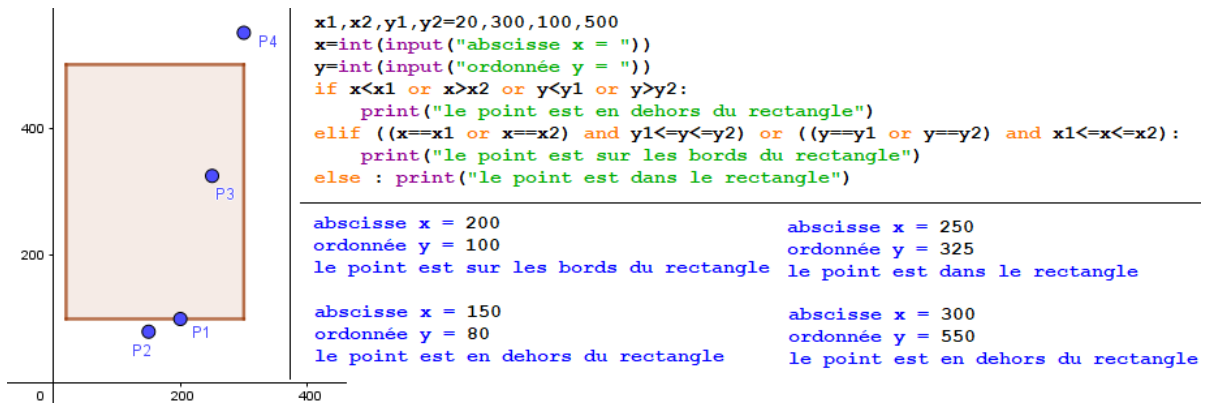 x1,x2,y1,y2=20,300,100,500
x=int(input("abscisse x = "))
y=int(input("ordonnée y = "))
if x<x1 or x>x2 or y<y1 or y>y2:
    print("le point est en dehors du rectangle")
elif ((x==x1 or x==x2) and y1<=y<=y2) or ((y==y1 or y==y2) and x1<=x<=x2):
    print("le point est sur les bords du rectangle")
else : print("le point est dans le rectangle")
abscisse x = 200
ordonnée y = 100
le point est sur les bords du rectangle
abscisse x = 250
ordonnée y = 325
le point est dans le rectangle
abscisse x = 150
ordonnée y = 80
le point est en dehors du rectangle
abscisse x = 300
ordonnée y = 550
le point est en dehors du rectangle
P4
400
P3
200
P1
P2
0
200
400